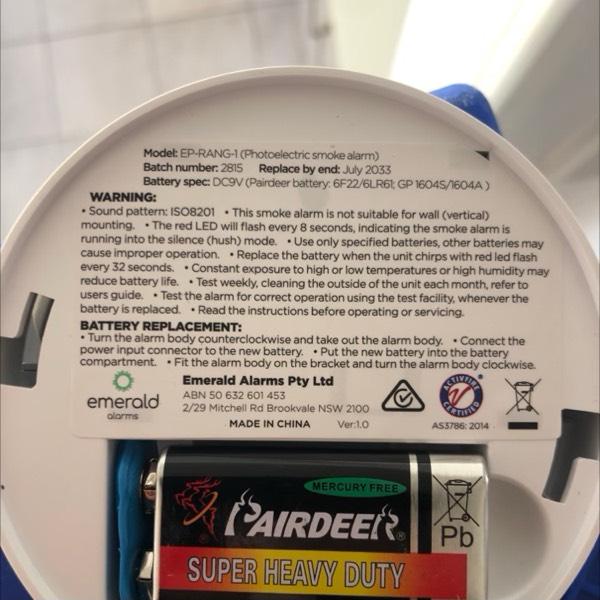 Model: EP-RANG-1 (Photoelectric smoke alarm)
Batch number: 2815 Replace by end: July 2033
Battery spec: DC9V (Pairdeer battery: 6F22/6LR61; GP 1604S/1604A )
WARNING:
• Sound pattern: ISO8201 • This smoke alarm is not suitable for wall (vertical)
mounting. • The red LED will flash every 8 seconds, indicating the smoke alarm is
running into the silence (hush) mode. • Use only specified batteries, other batteries may
cause improper operation. • Replace the battery when the unit chirps with red led flash
every 32 seconds. • Constant exposure to high or low temperatures or high humidity may
reduce battery life. • Test weekly, cleaning the outside of the unit each month, refer to
users guide. • Test the alarm for correct operation using the test facility, whenever the
battery is replaced. • Read the instructions before operating or servicing.
BATTERY REPLACEMENT:
• Turn the alarm body counterclockwise and take out the alarm body. • Connect the
power input connector to the new battery. • Put the new battery into the battery
compartment. • Fit the alarm body on the bracket and turn the alarm body clockwise.
emerald
alarms
Emerald Alarms Pty Ltd
ABN 50 632 601 453
2/29 Mitchell Rd Brookvale NSW 2100
MADE IN CHINA Ver:1.0
ACTIVFIRE
CERTIFIED
AS3786: 2014
MERCURY FREE
PAIRDEER®
Pb
SUPER HEAVY DUTY